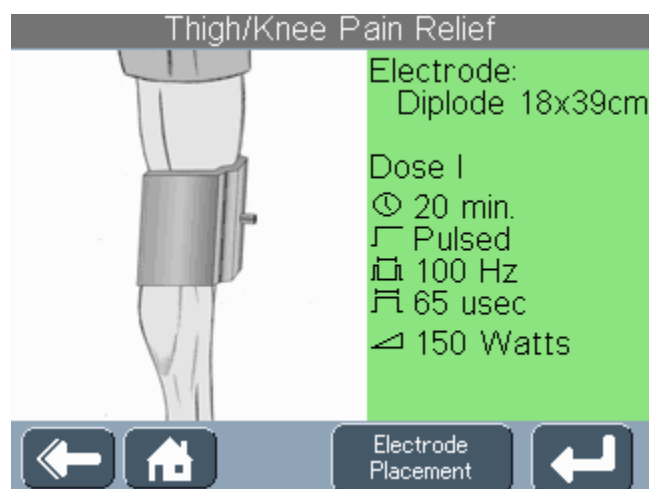 Thigh/Knee Pain Relief
Electrode:
Diplode 18x39cm
Dose I
20 min.
Pulsed
100 Hz
65 usec
150 Watts
Electrode
Placement